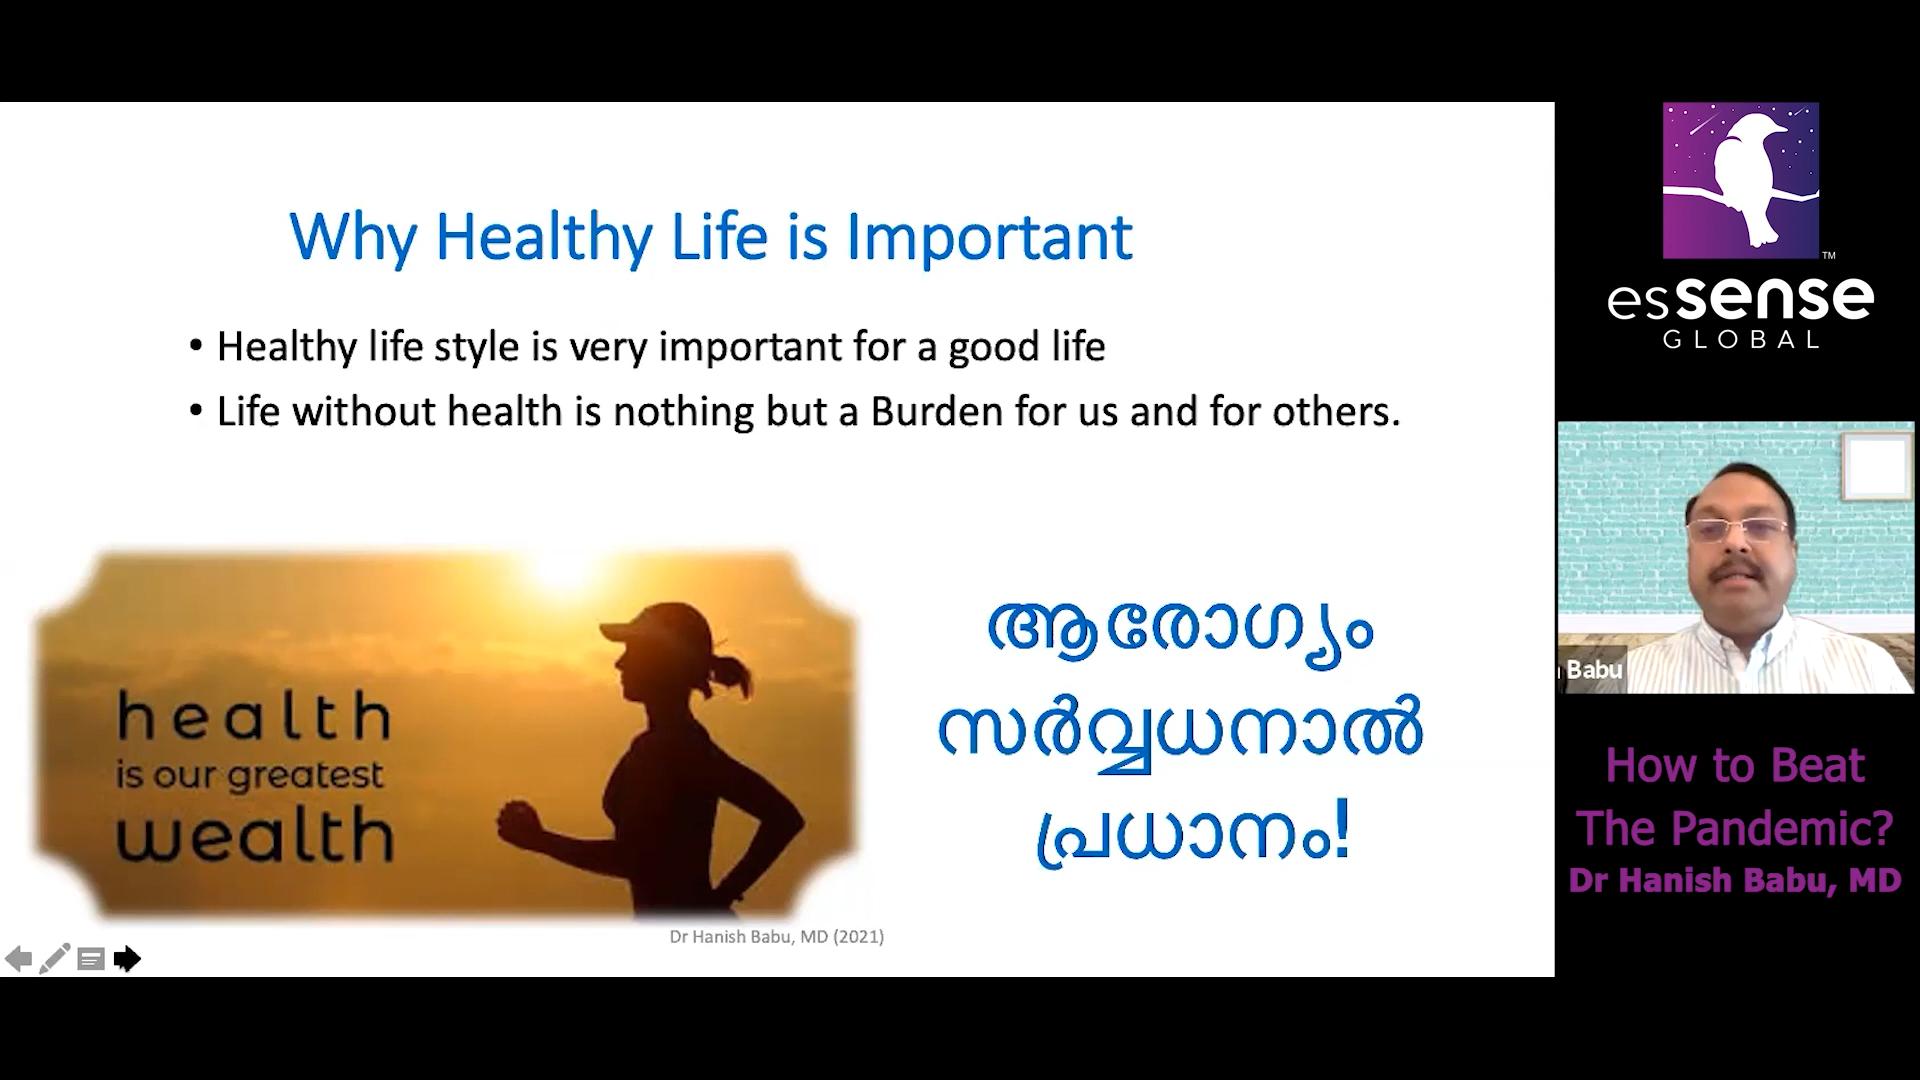 Why Healthy Life is Important
• Healthy life style is very important for a good life
• Life without health is nothing but a Burden for us and for others.
health
is our greatest
wealth
ആരോഗ്യം
സർവ്വധനാൽ
പ്രധാനം!
Dr Hanish Babu, MD (2021)
TM
esSense
GLOBAL
Babu
How to Beat
The Pandemic?
Dr Hanish Babu, MD